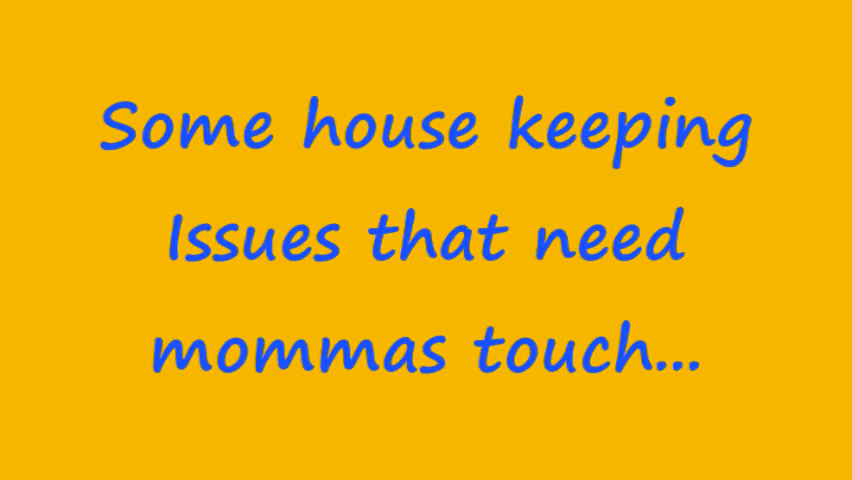 Some house keeping
Issues that need
mommas touch...